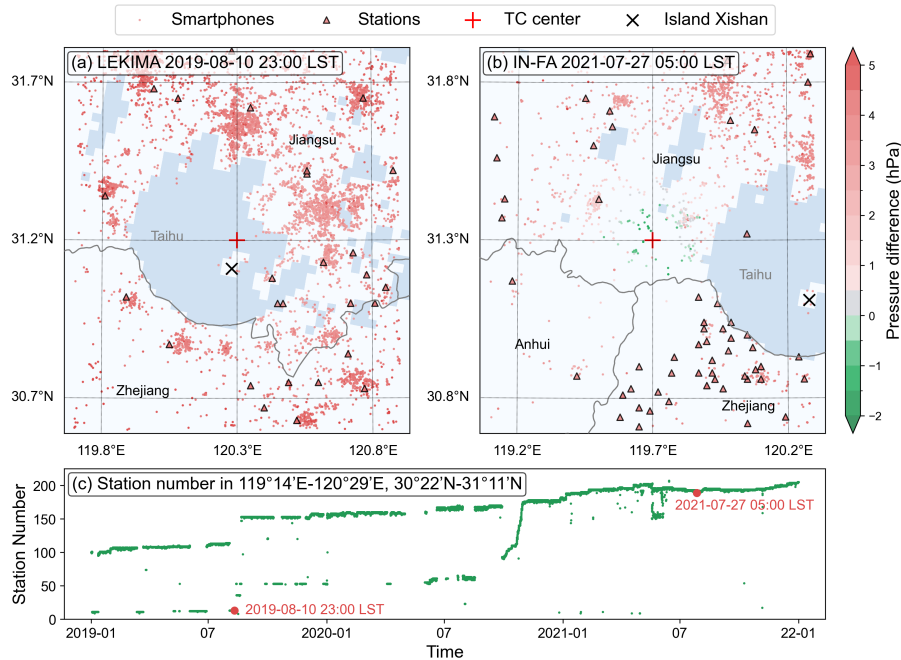 Smartphones Stations TC center Island Xishan
(a) LEKIMA 2019-08-10 23:00 LST
31.7°N
31.2°N
30.7°N
119.8°E 120.3°E 120.8°E
Jiangsu
Taihu
Zhejiang
(b) IN-FA 2021-07-27 05:00 LST
31.8°N
31.3°N
30.8°N
119.2°E 119.7°E 120.2°E
Jiangsu
Taihu
Anhui
Zhejiang
5
4
3
2
1
0
−1
−2
Pressure difference (hPa)
(c) Station number in 119°14′E-120°29′E, 30°22′N-31°11′N
Station Number
200
150
100
50
0
2021-07-27 05:00 LST
2019-08-10 23:00 LST
2019-01 07 2020-01 07 2021-01 07 22-01
Time